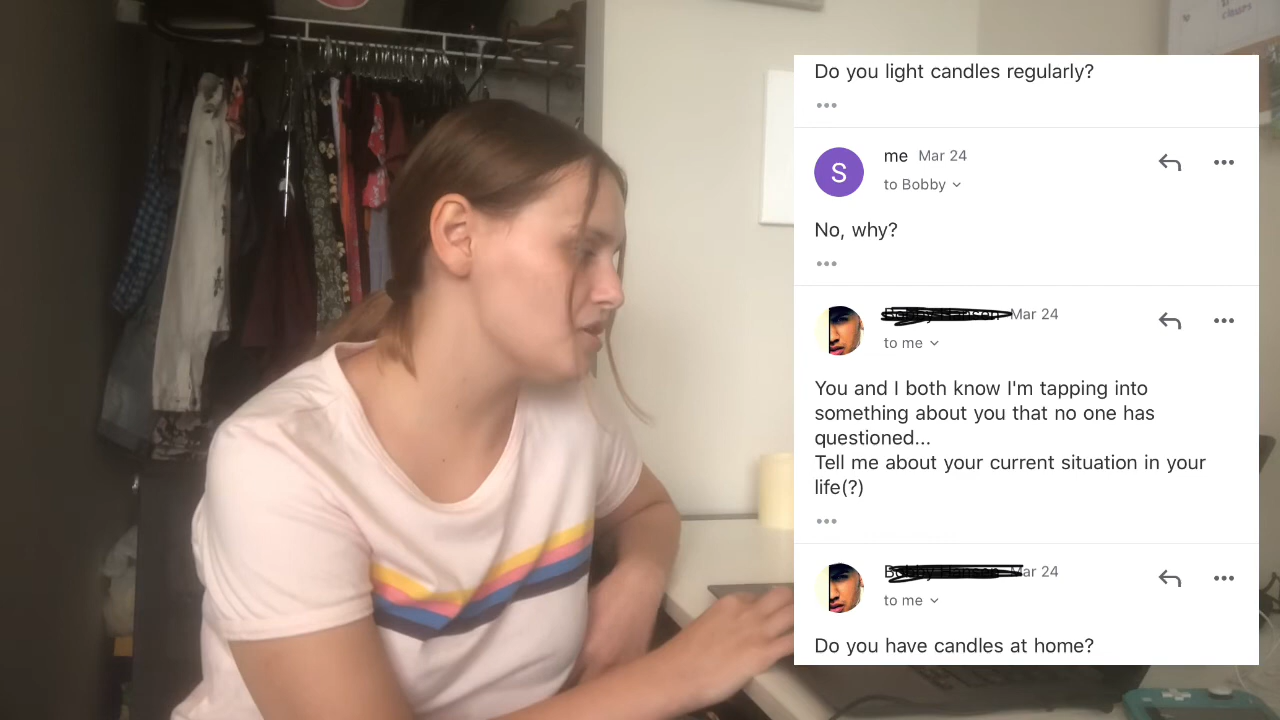 Do you light candles regularly?
S
me Mar 24
to Bobby
No, why?
Mar 24
to me
You and I both know I'm tapping into
something about you that no one has
questioned...
Tell me about your current situation in your
life(?)
Mar 24
to me
Do you have candles at home?